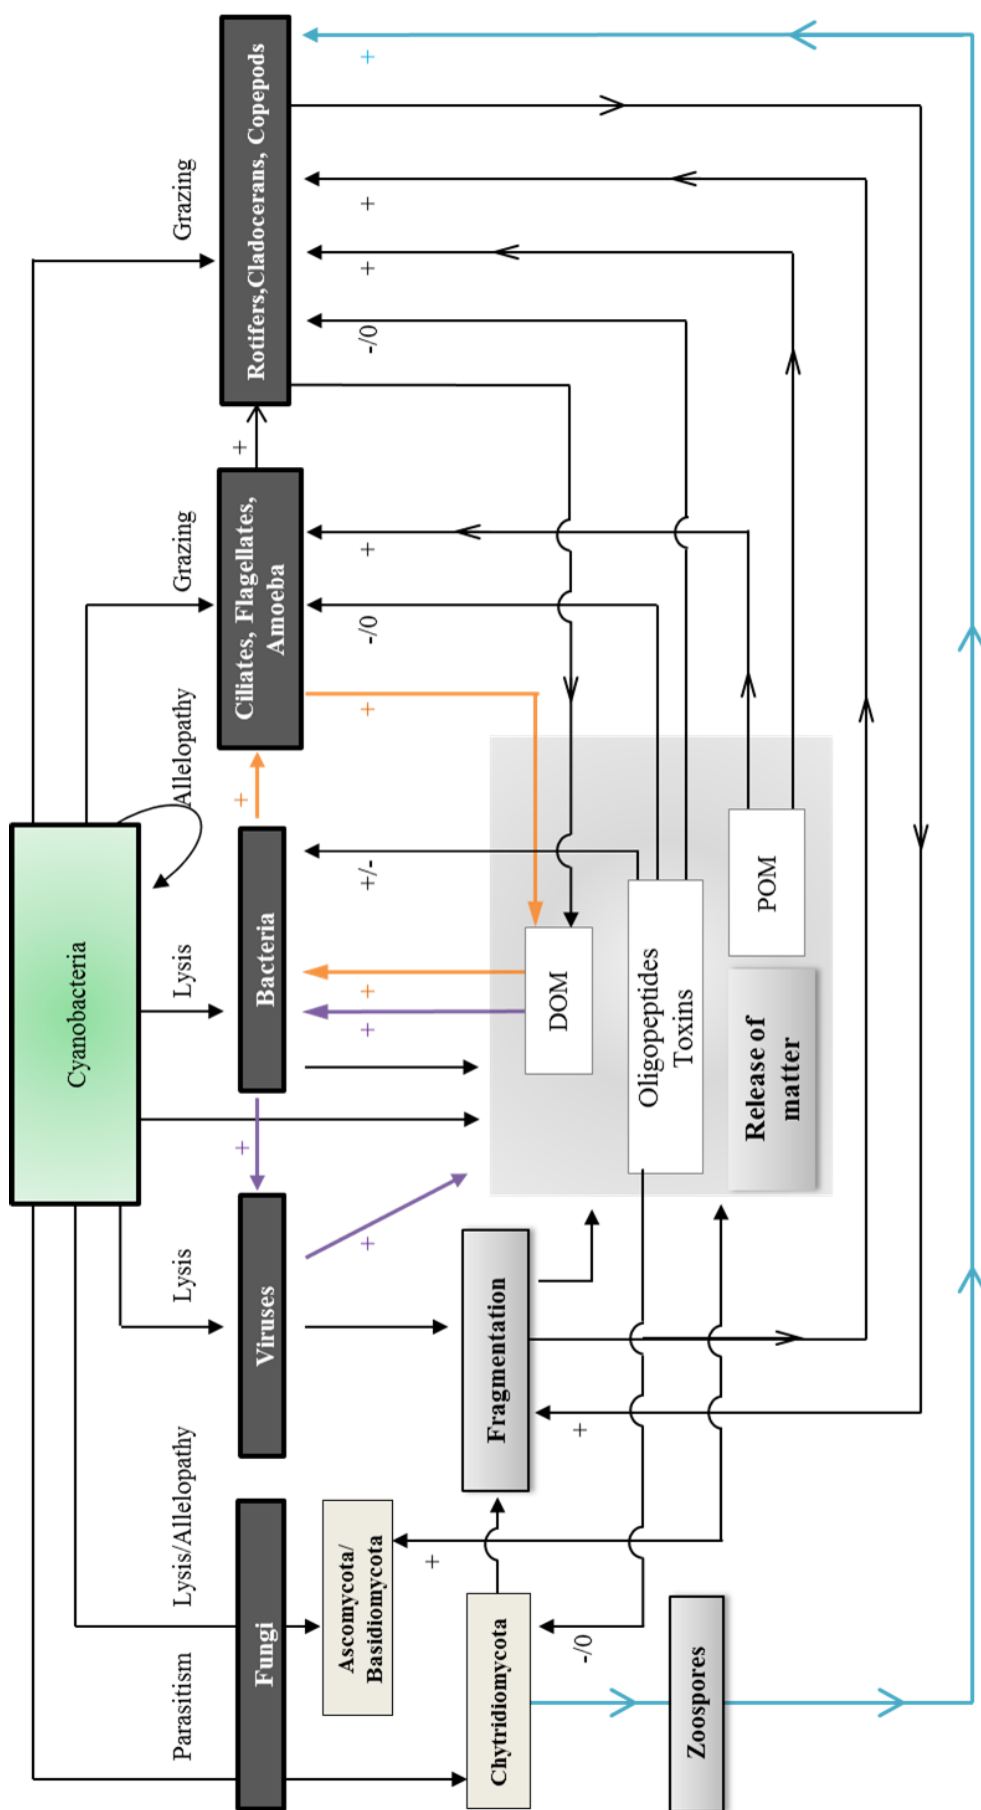 Cyanobacteria
Parasitism
Lysis/Allelopathy
Lysis
Lysis
Allelopathy
Grazing
Grazing
Fungi
Viruses
Bacteria
Ciliates, Flagellates,
Amoeba
Rotifers,Cladocerans, Copepods
+
+
+
Ascomycota/
Basidiomycota
+
+
+
+
+/-
+
-/0
+
-/0
+
+
+
Chytridiomycota
Fragmentation
DOM
-/0
+
Oligopeptides
Toxins
Zoospores
Release of
matter
POM